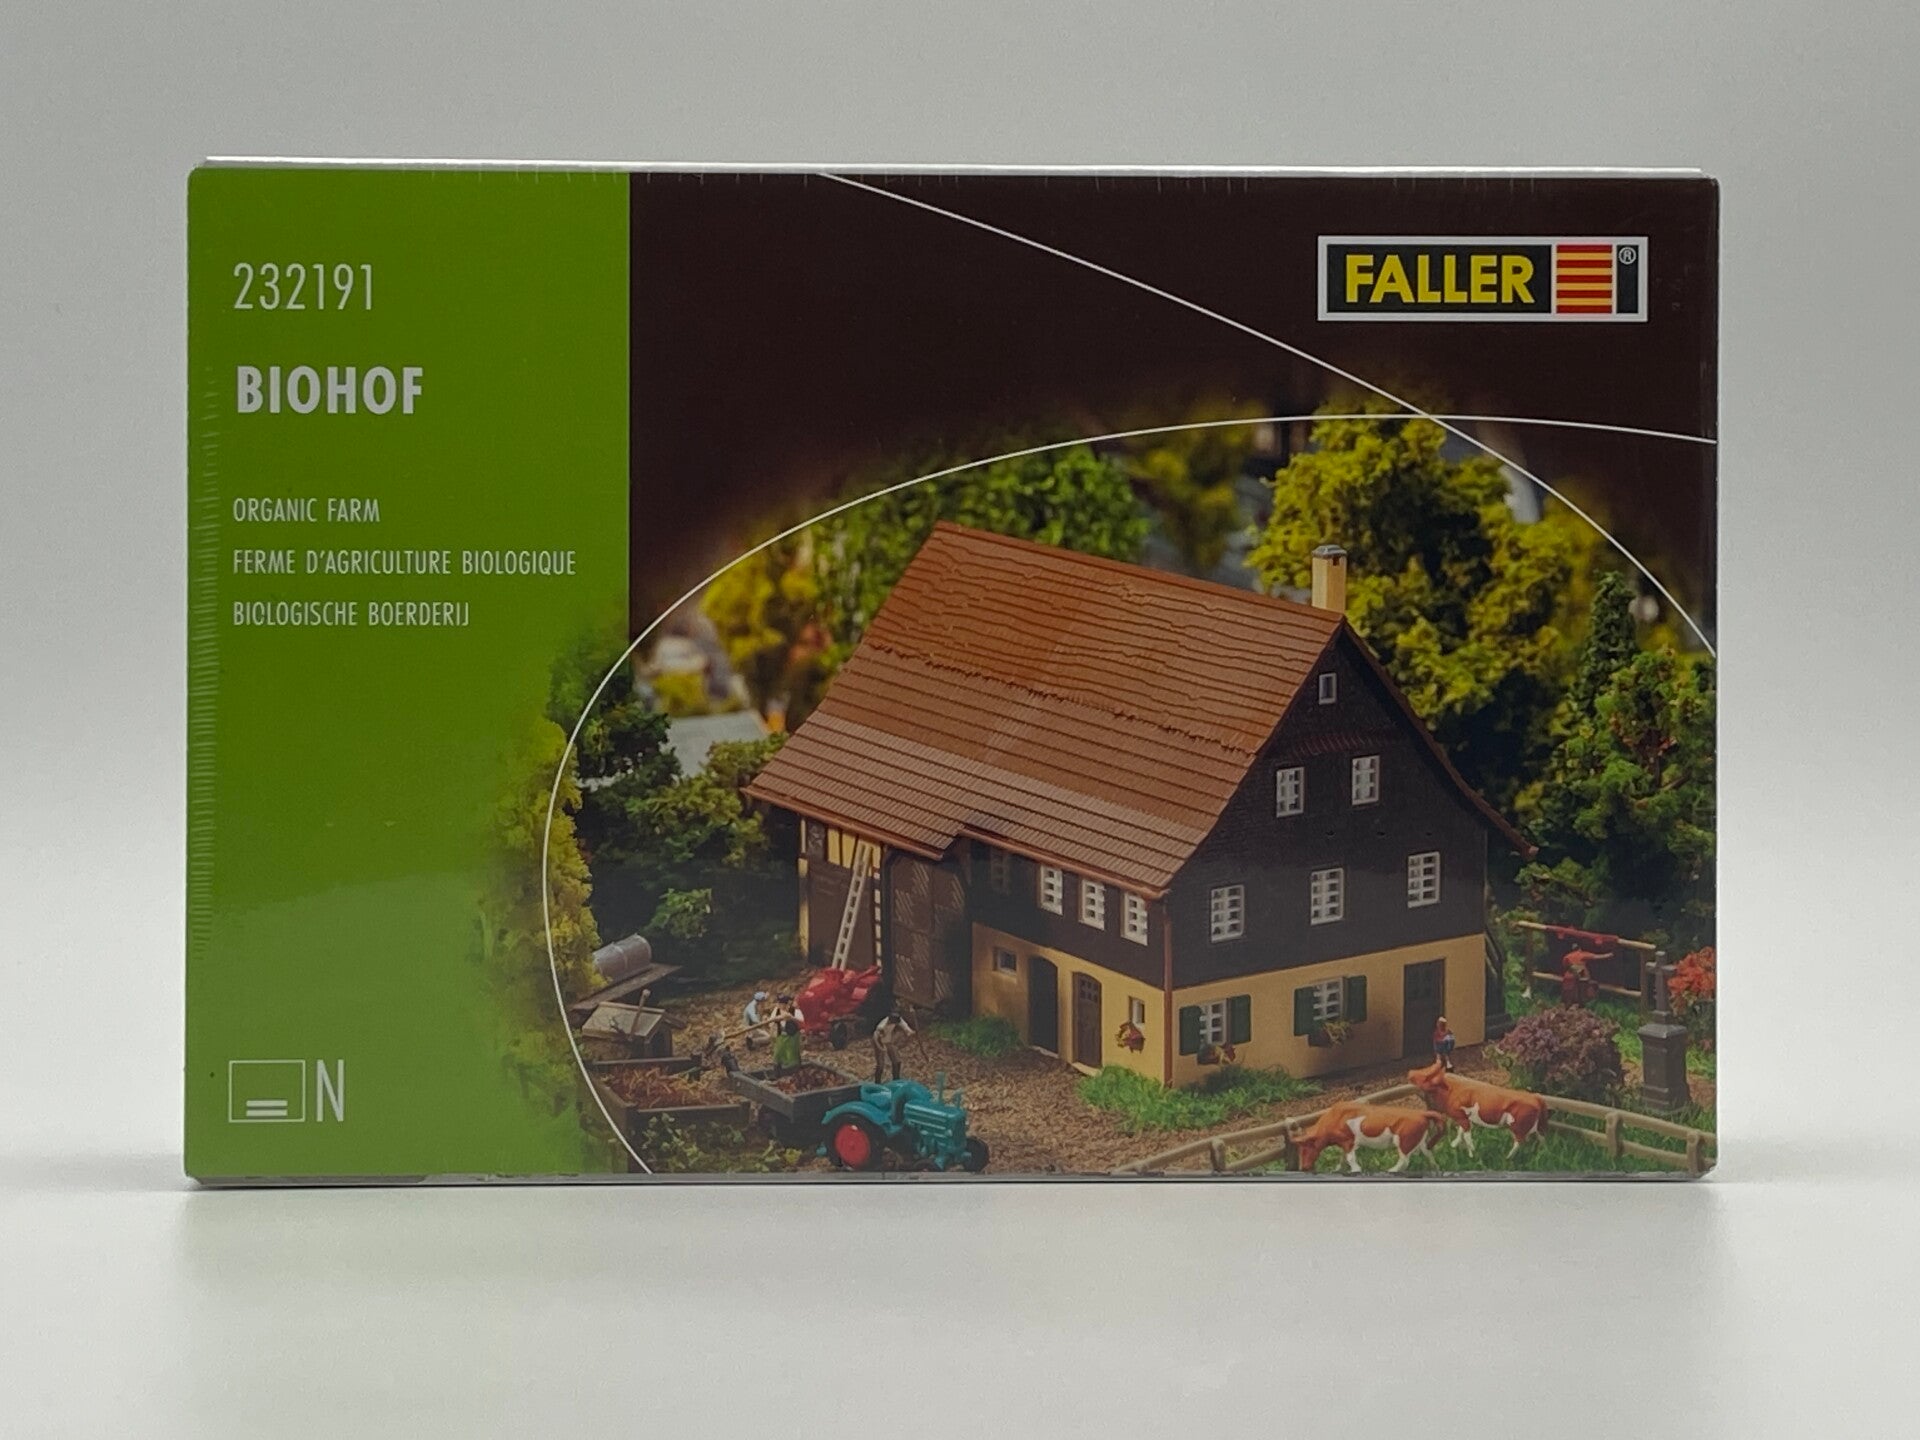 232191
BIOHOF
ORGANIC FARM
FERME D'AGRICULTURE BIOLOGIQUE
BIOLOGISCHE BOERDERIJ
N
FALLER ®